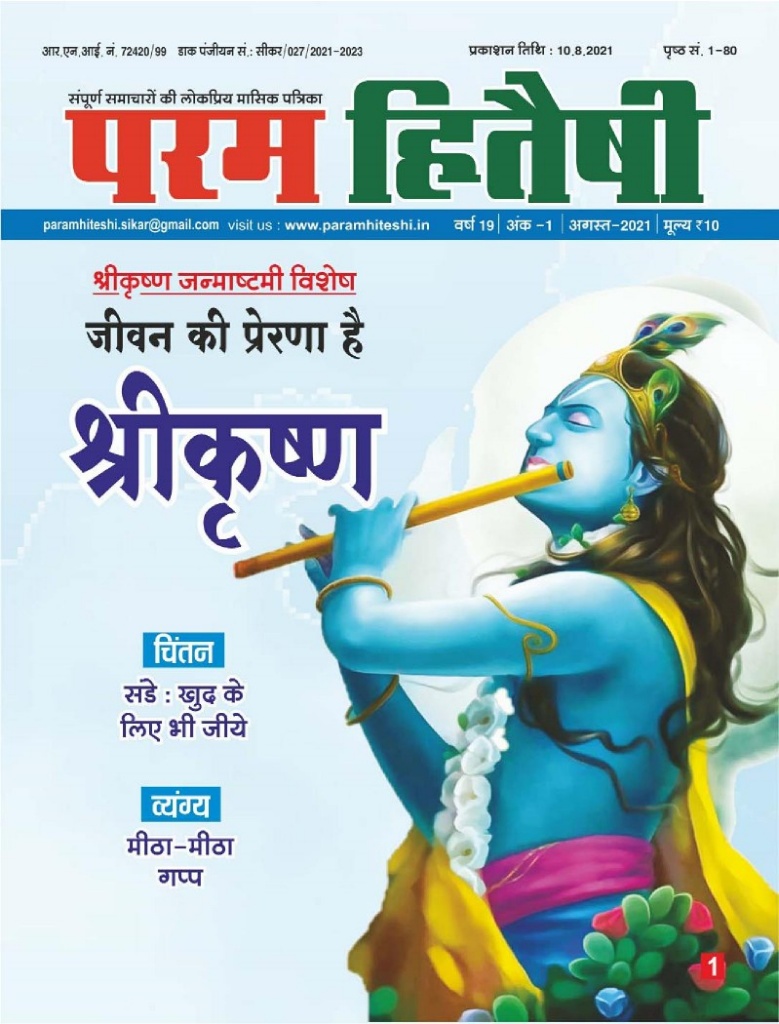 आर.एन.आई. नं. 72420/99 डाक पंजीयन सं.: सीकर/027/2021-2023 प्रकाशन तिथि : 10.8.2021 पृष्ठ सं. 1-80
संपूर्ण समाचारों की लोकप्रिय मासिक पत्रिका
परम हितैषी
paramhiteshi.sikar@gmail.com visit us : www.paramhiteshi.in वर्ष 19 | अंक -1 | अगस्त-2021 | मूल्य ₹10
श्रीकृष्ण जन्माष्टमी विशेष
जीवन की प्रेरणा है
श्रीकृष्ण
चिंतन
संडे : खुद के
लिए भी जीये
व्यंग्य
मीठा-मीठा
गप्प
1